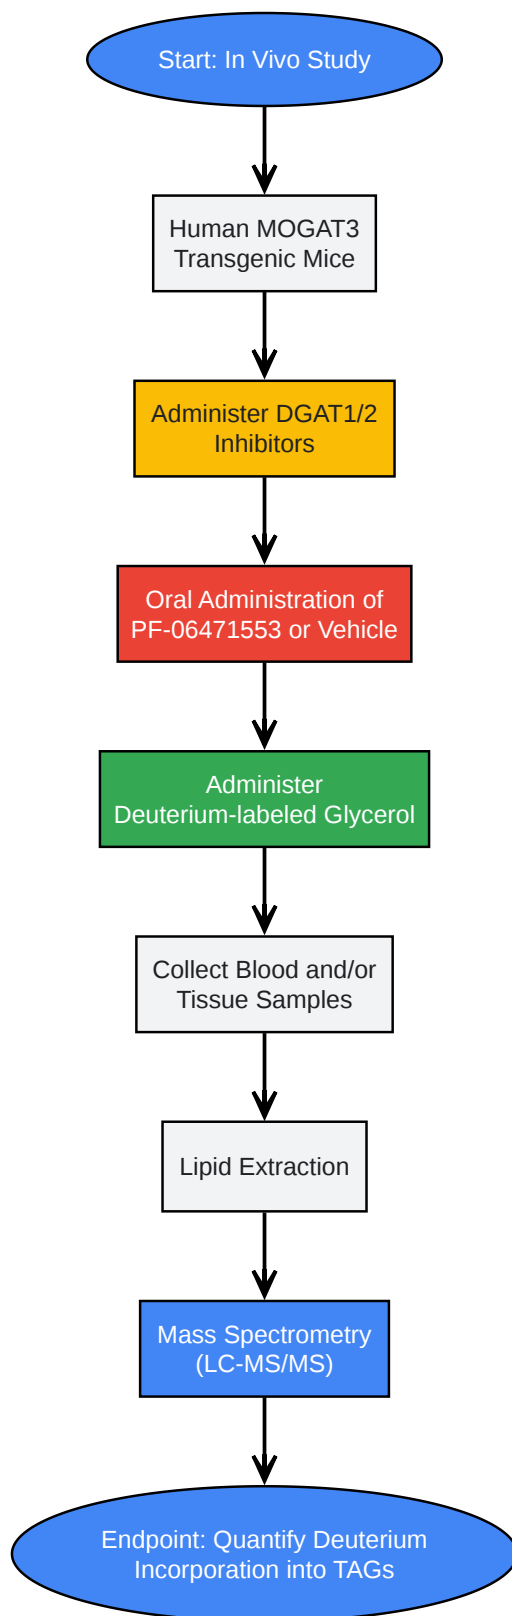 Start: In Vivo Study
Human MOGAT3
Transgenic Mice
Administer DGAT1/2
Inhibitors
Oral Administration of
PF-06471553 or Vehicle
Administer
Deuterium-labeled Glycerol
Collect Blood and/or
Tissue Samples
Lipid Extraction
Mass Spectrometry
(LC-MS/MS)
Endpoint: Quantify Deuterium
Incorporation into TAGs